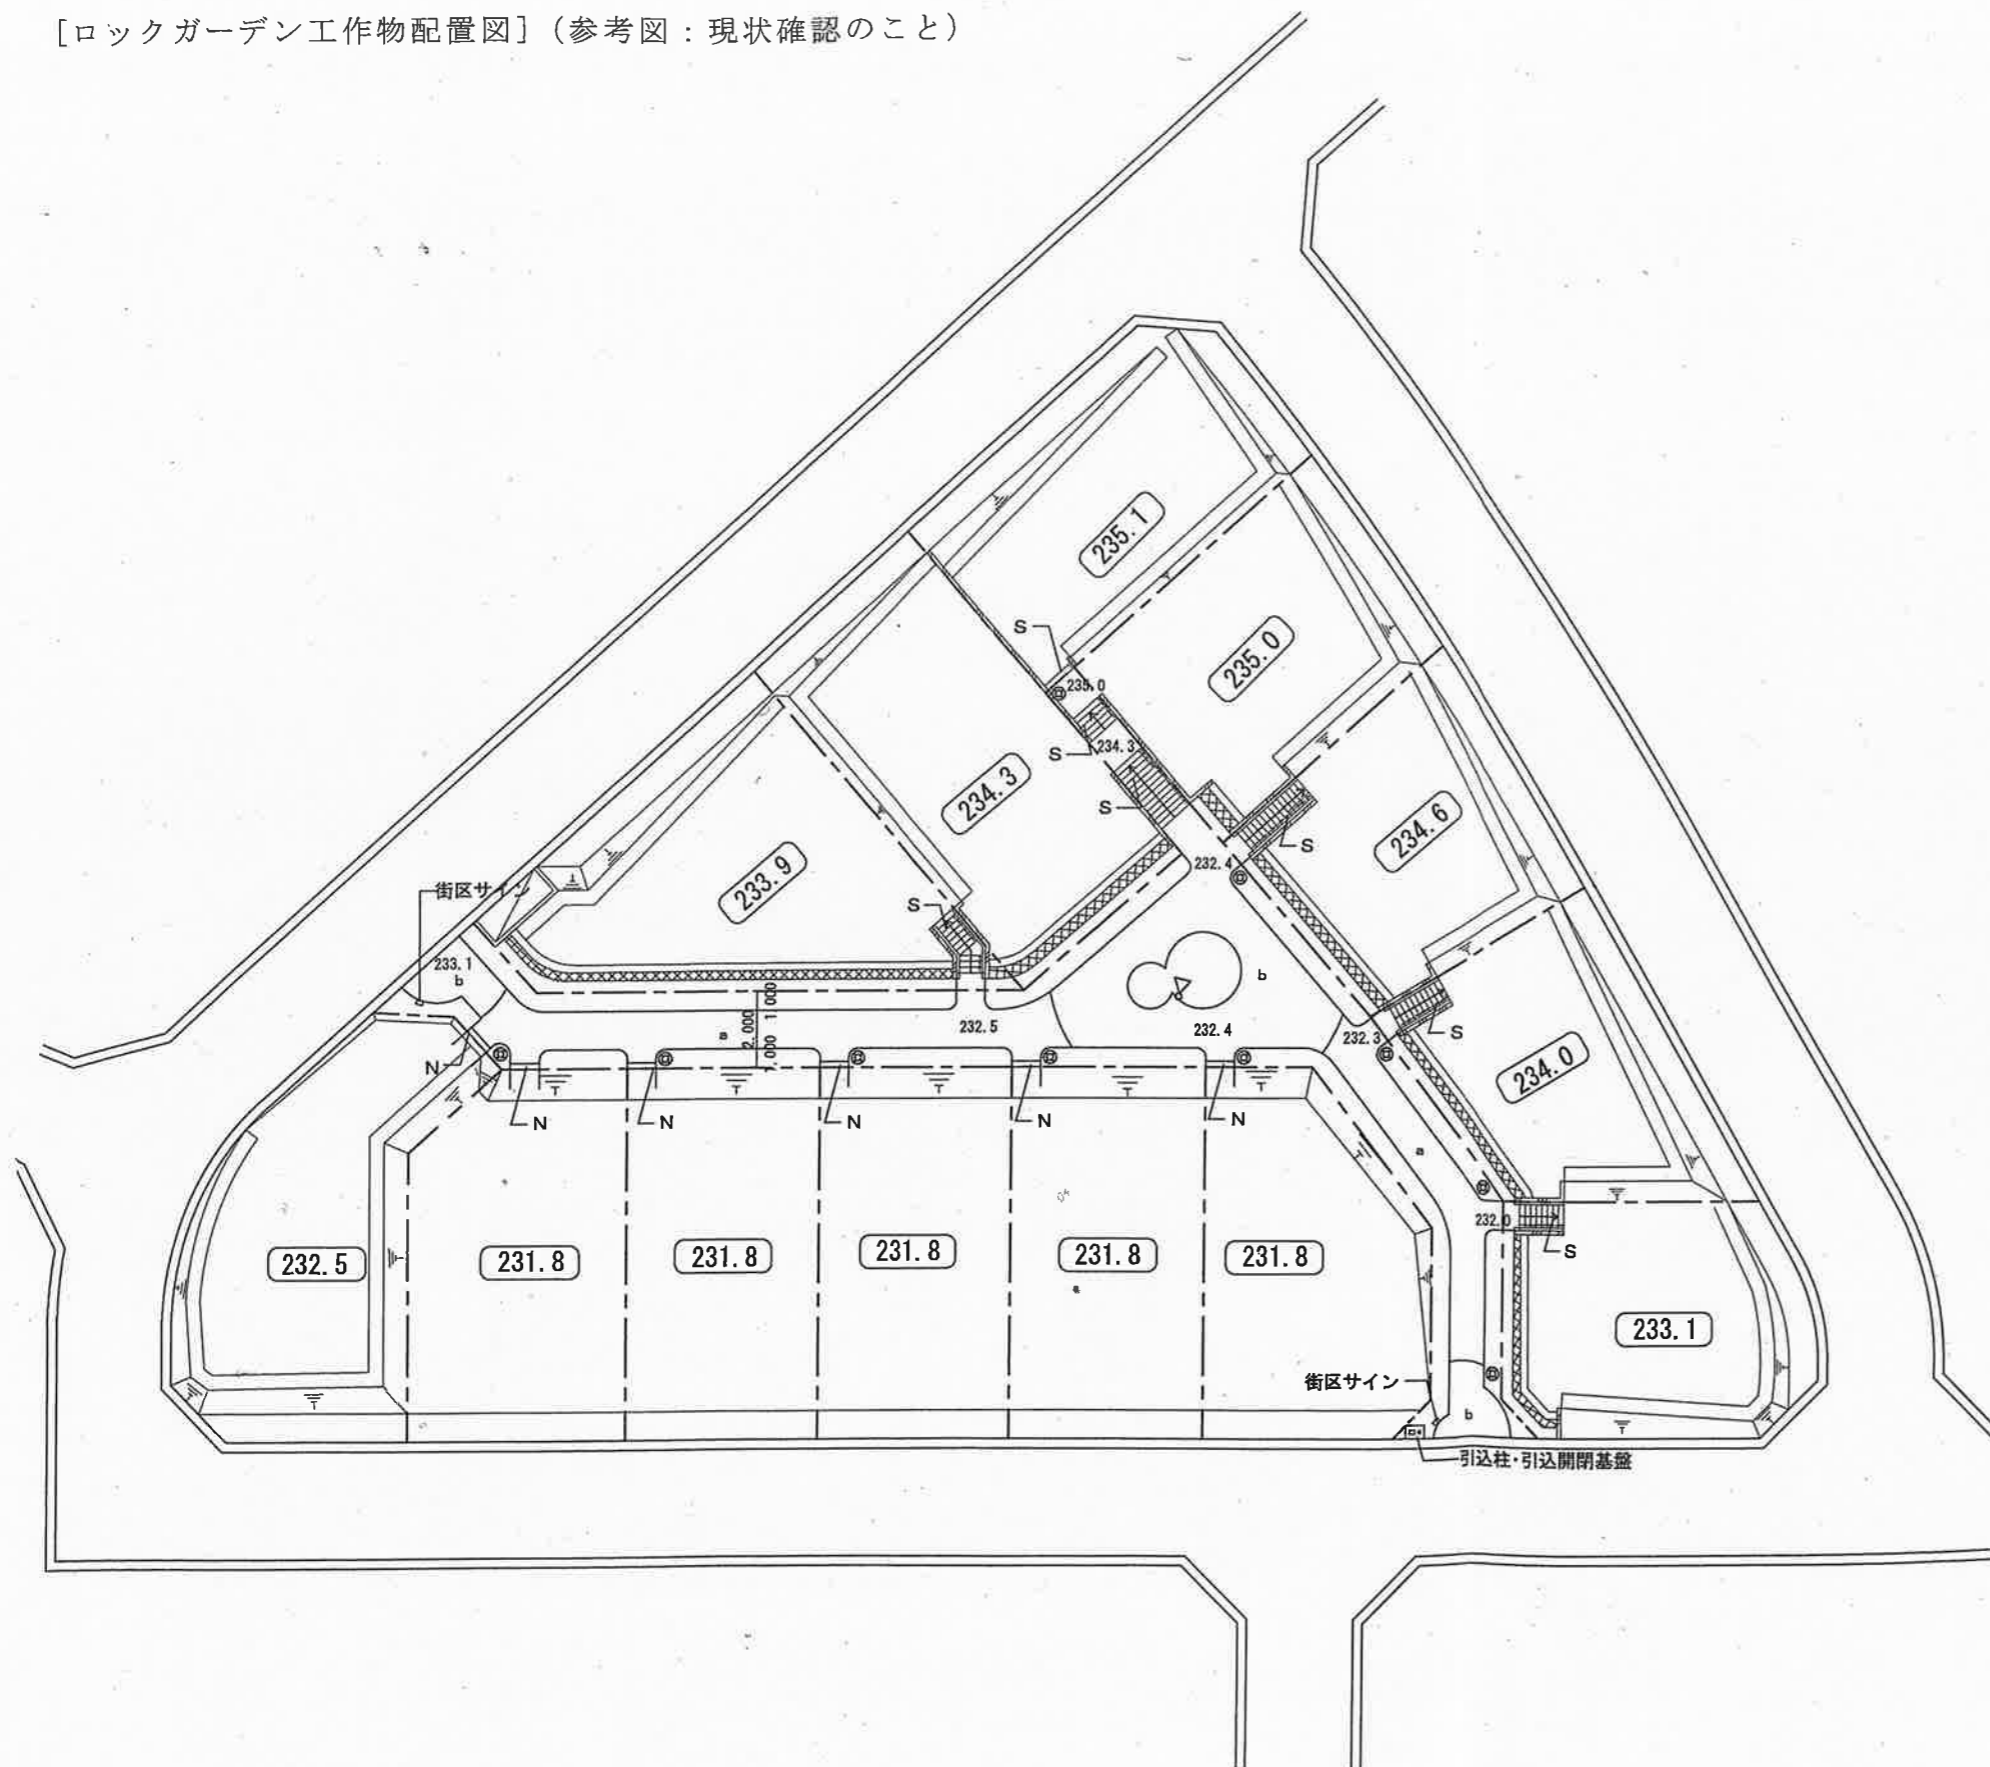 [ロックガーデン工作物配置図] (参考図:現状確認のこと)
235.1
S
235.0
235.0
S
234.3
234.3
S
S
234.6
232.4
233.9
街区サイン
S
233.1
b
b
1,000
2,000
1,000
a
232.5
232.4
232.3
S
234.0
N
N
N
N
N
N
a
232.0
S
232.5
231.8
231.8
231.8
231.8
231.8
233.1
街区サイン
b
引込柱・引込開閉基盤